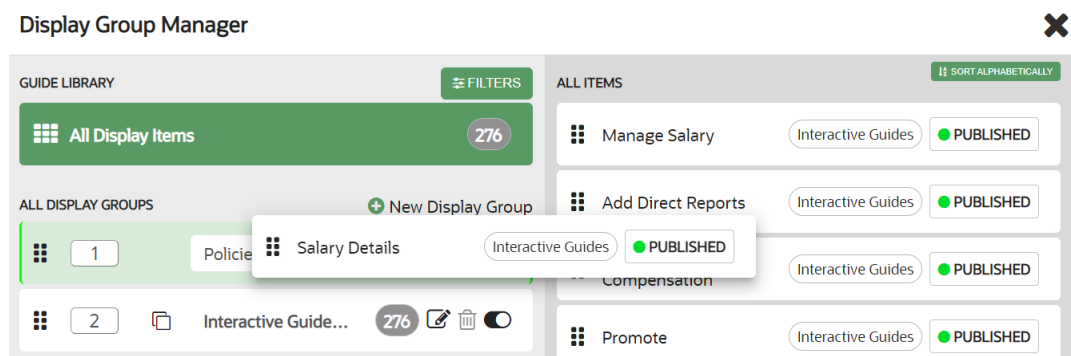 Display Group Manager
GUIDE LIBRARY
FILTERS
All Display Items
276
ALL DISPLAY GROUPS
New Display Group
1
Policie
Salary Details
Interactive Guides
PUBLISHED
2
Interactive Guide...
276
ALL ITEMS
SORT ALPHABETICALLY
Manage Salary
Interactive Guides
PUBLISHED
Add Direct Reports
Interactive Guides
PUBLISHED
Compensation
Interactive Guides
PUBLISHED
Promote
Interactive Guides
PUBLISHED